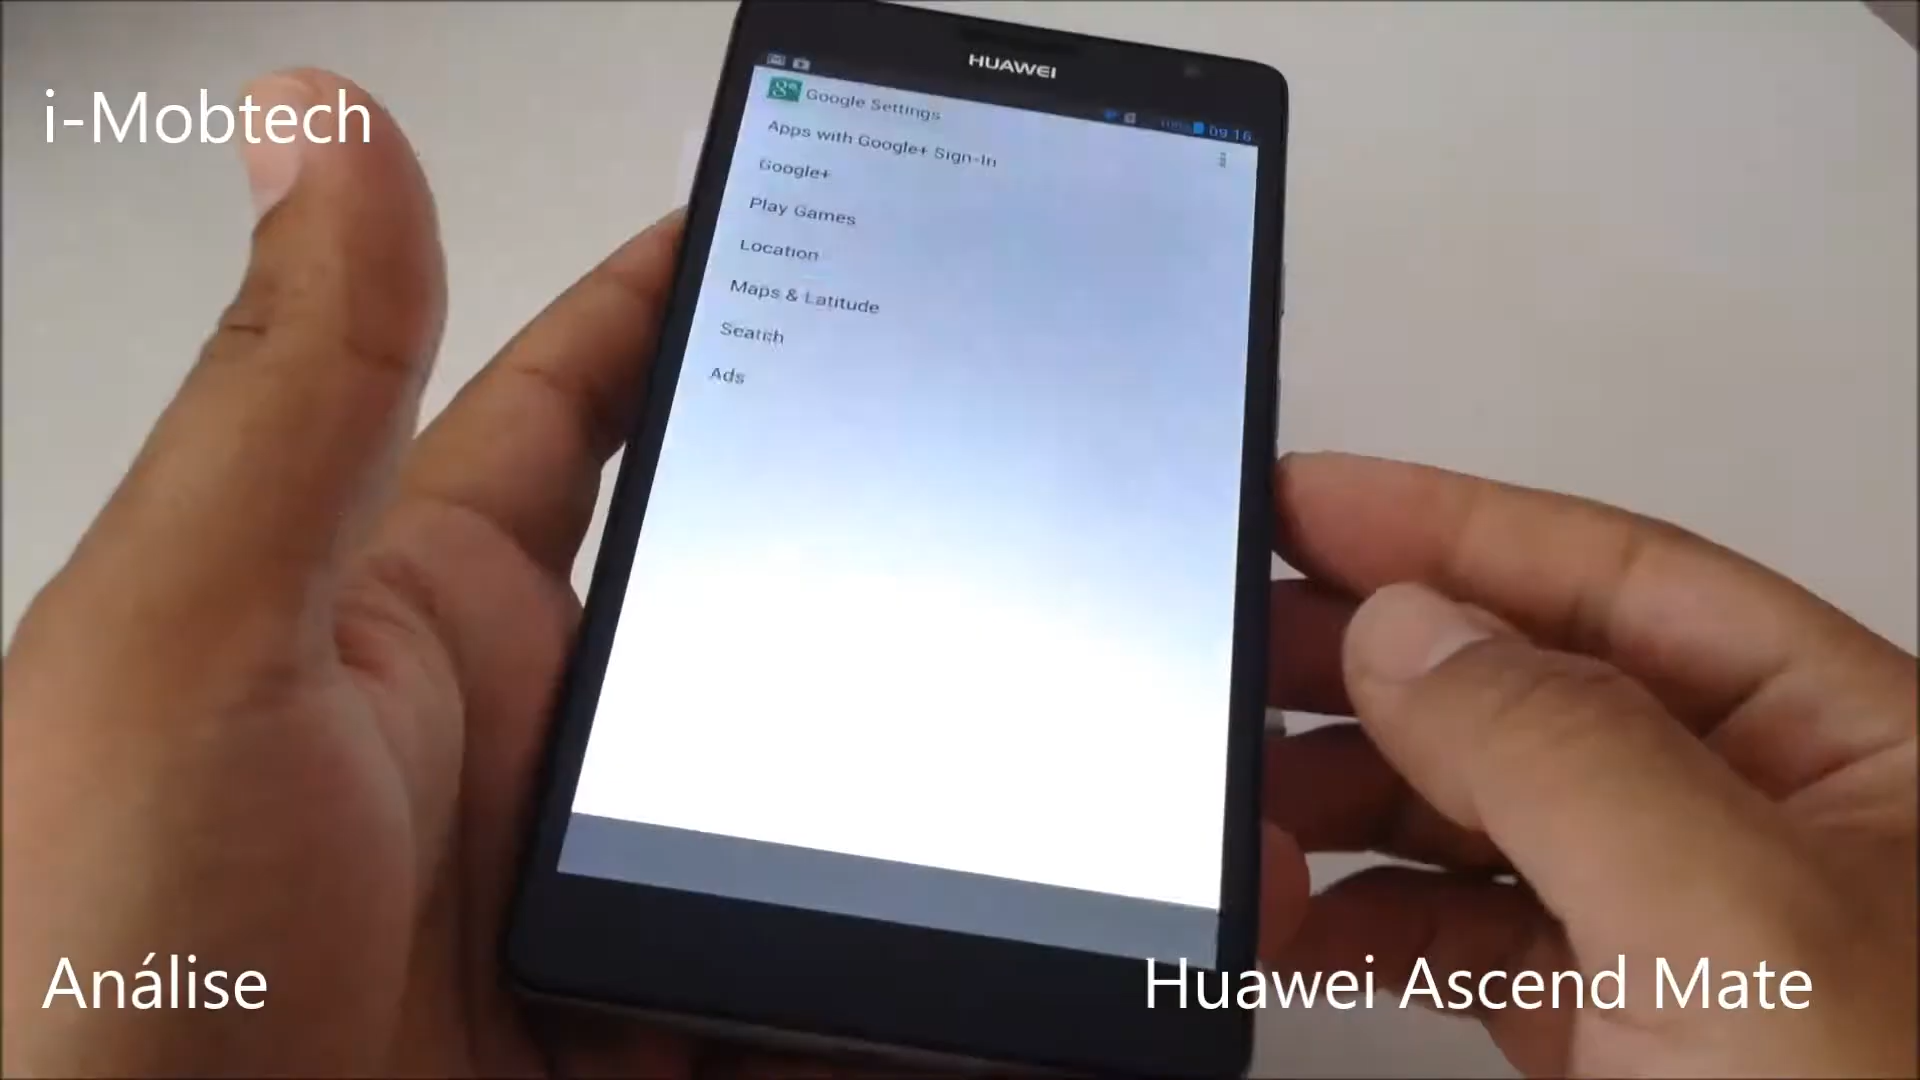 i-Mobtech
HUAWEI
09:16
Google Settings
Apps with Google+ Sign-In
Google+
Play Games
Location
Maps & Latitude
Search
Ads
Análise
Huawei Ascend Mate